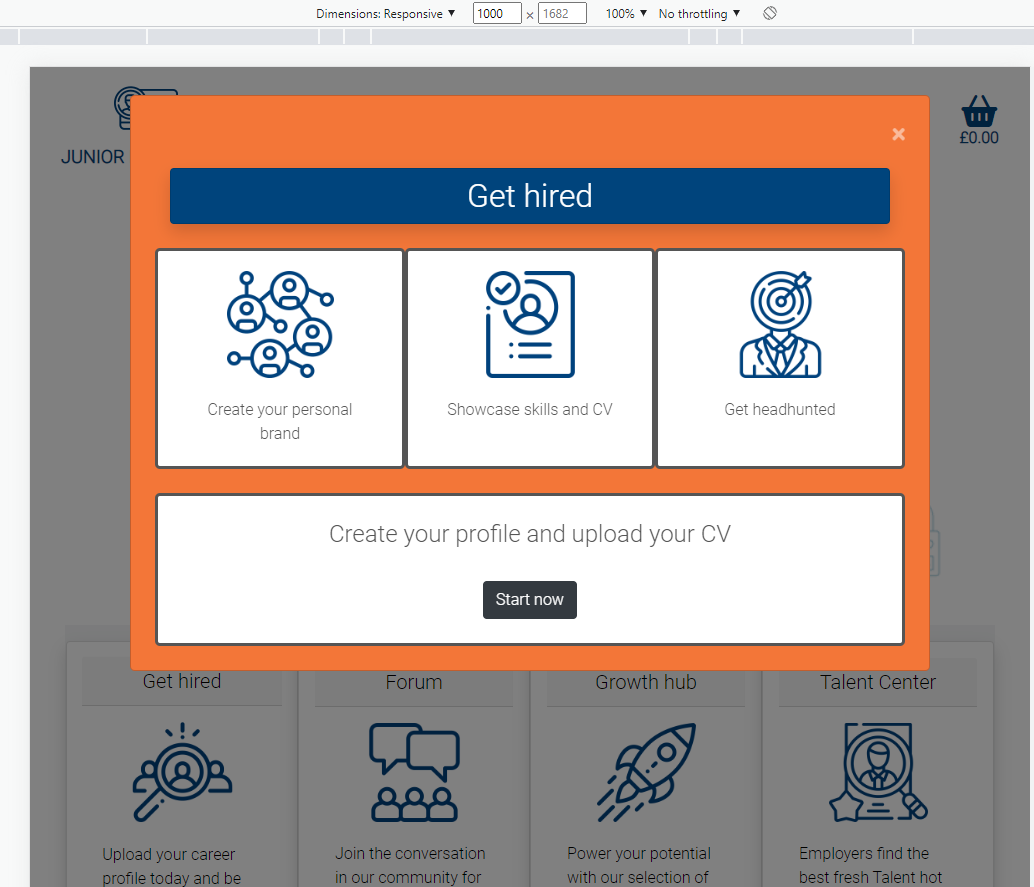 Dimensions: Responsive ▼ 1000 × 1682 100% ▼ No throttling ▼
£0.00
JUNIOR
×
Get hired
Create your personal
brand
Showcase skills and CV
Get headhunted
Create your profile and upload your CV
Start now
Get hired
Forum
Growth hub
Talent Center
Upload your career
profile today and be
Join the conversation
in our community for
Power your potential
with our selection of
Employers find the
best fresh Talent hot